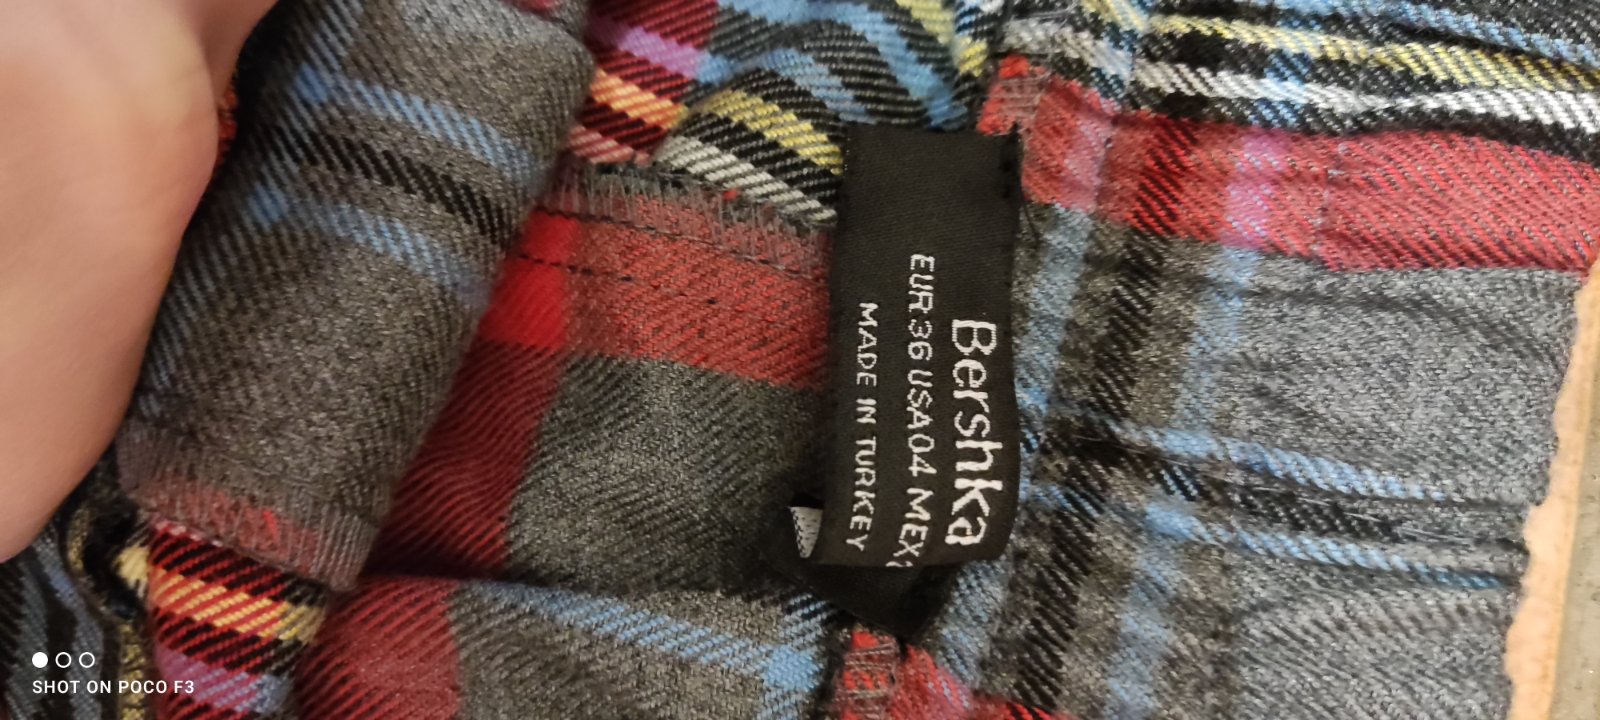 Bershka
EUR 36 USA 04 MEX
MADE IN TURKEY
SHOT ON POCO F3